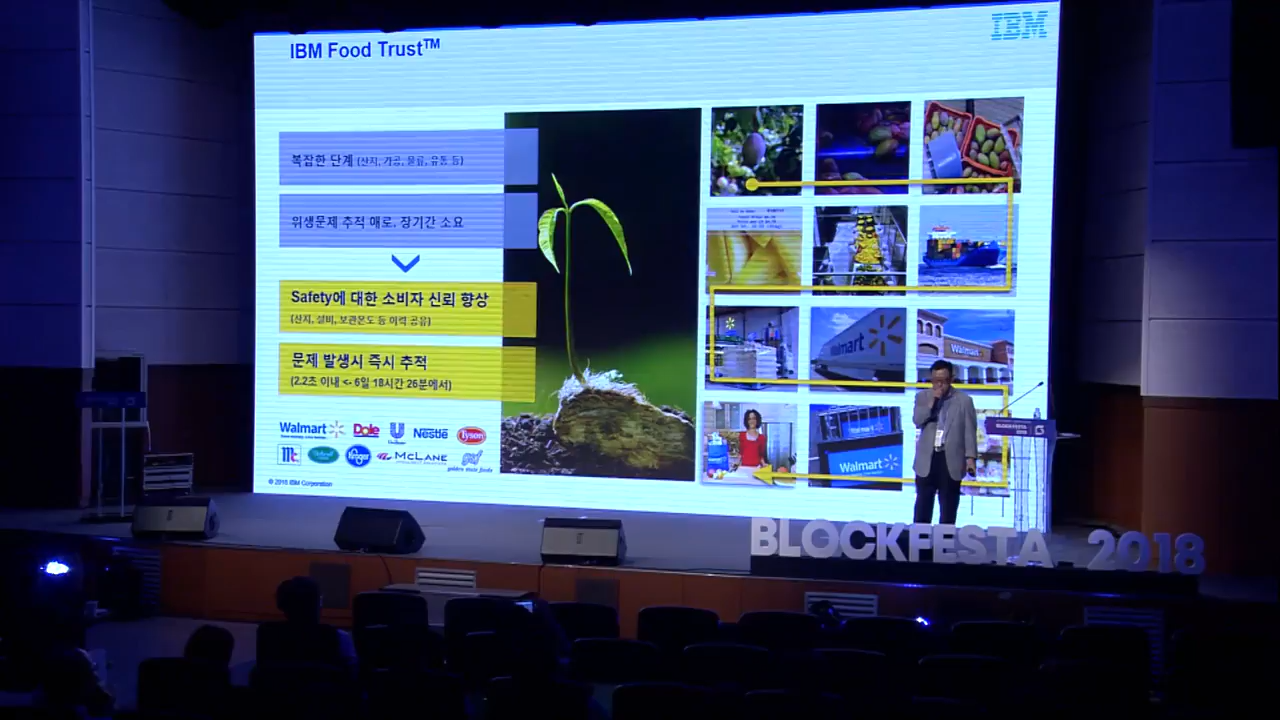 IBM Food Trust™
IBM
복잡한 단계 (산지, 가공, 물류, 유통 등)
위생문제 추적 애로, 장기간 소요
Safety에 대한 소비자 신뢰 향상
(산지, 설비, 보관온도 등 이력 공유)
문제 발생시 즉시 추적
(2.2초 이내 <- 6일 18시간 26분에서)
Walmart
Dole
Unilever
Nestle
Tyson
Kroger
McLANE
golden state foods
© 2018 IBM Corporation
Walmart
Walmart
Walmart
BLOCKFESTA
2018
BLOCKFESTA 2018